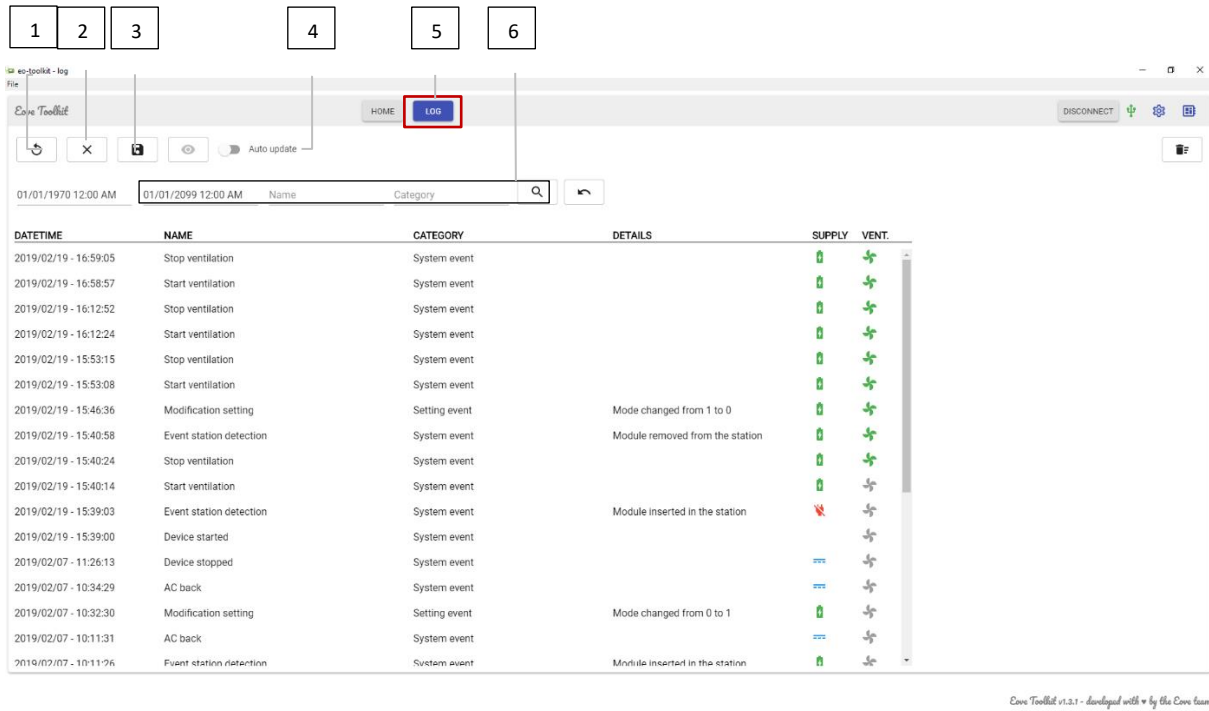 1 2 3 4 5 6
eo-toolkit - log
File
Eove Toolkit HOME LOG DISCONNECT
Auto update
01/01/1970 12:00 AM 01/01/2099 12:00 AM Name Category
DATETIME NAME CATEGORY DETAILS SUPPLY VENT.
2019/02/19 - 16:59:05 Stop ventilation System event
2019/02/19 - 16:58:57 Start ventilation System event
2019/02/19 - 16:12:52 Stop ventilation System event
2019/02/19 - 16:12:24 Start ventilation System event
2019/02/19 - 15:53:15 Stop ventilation System event
2019/02/19 - 15:53:08 Start ventilation System event
2019/02/19 - 15:46:36 Modification setting Setting event Mode changed from 1 to 0
2019/02/19 - 15:40:58 Event station detection System event Module removed from the station
2019/02/19 - 15:40:24 Stop ventilation System event
2019/02/19 - 15:40:14 Start ventilation System event
2019/02/19 - 15:39:03 Event station detection System event Module inserted in the station
2019/02/19 - 15:39:00 Device started System event
2019/02/07 - 11:26:13 Device stopped System event
2019/02/07 - 10:34:29 AC back System event
2019/02/07 - 10:32:30 Modification setting Setting event Mode changed from 0 to 1
2019/02/07 - 10:11:31 AC back System event
2019/02/07 - 10:11:26 Event station detection System event Module inserted in the station
Eove Toolkit v1.3.1 - developed with ♥ by the Eove team